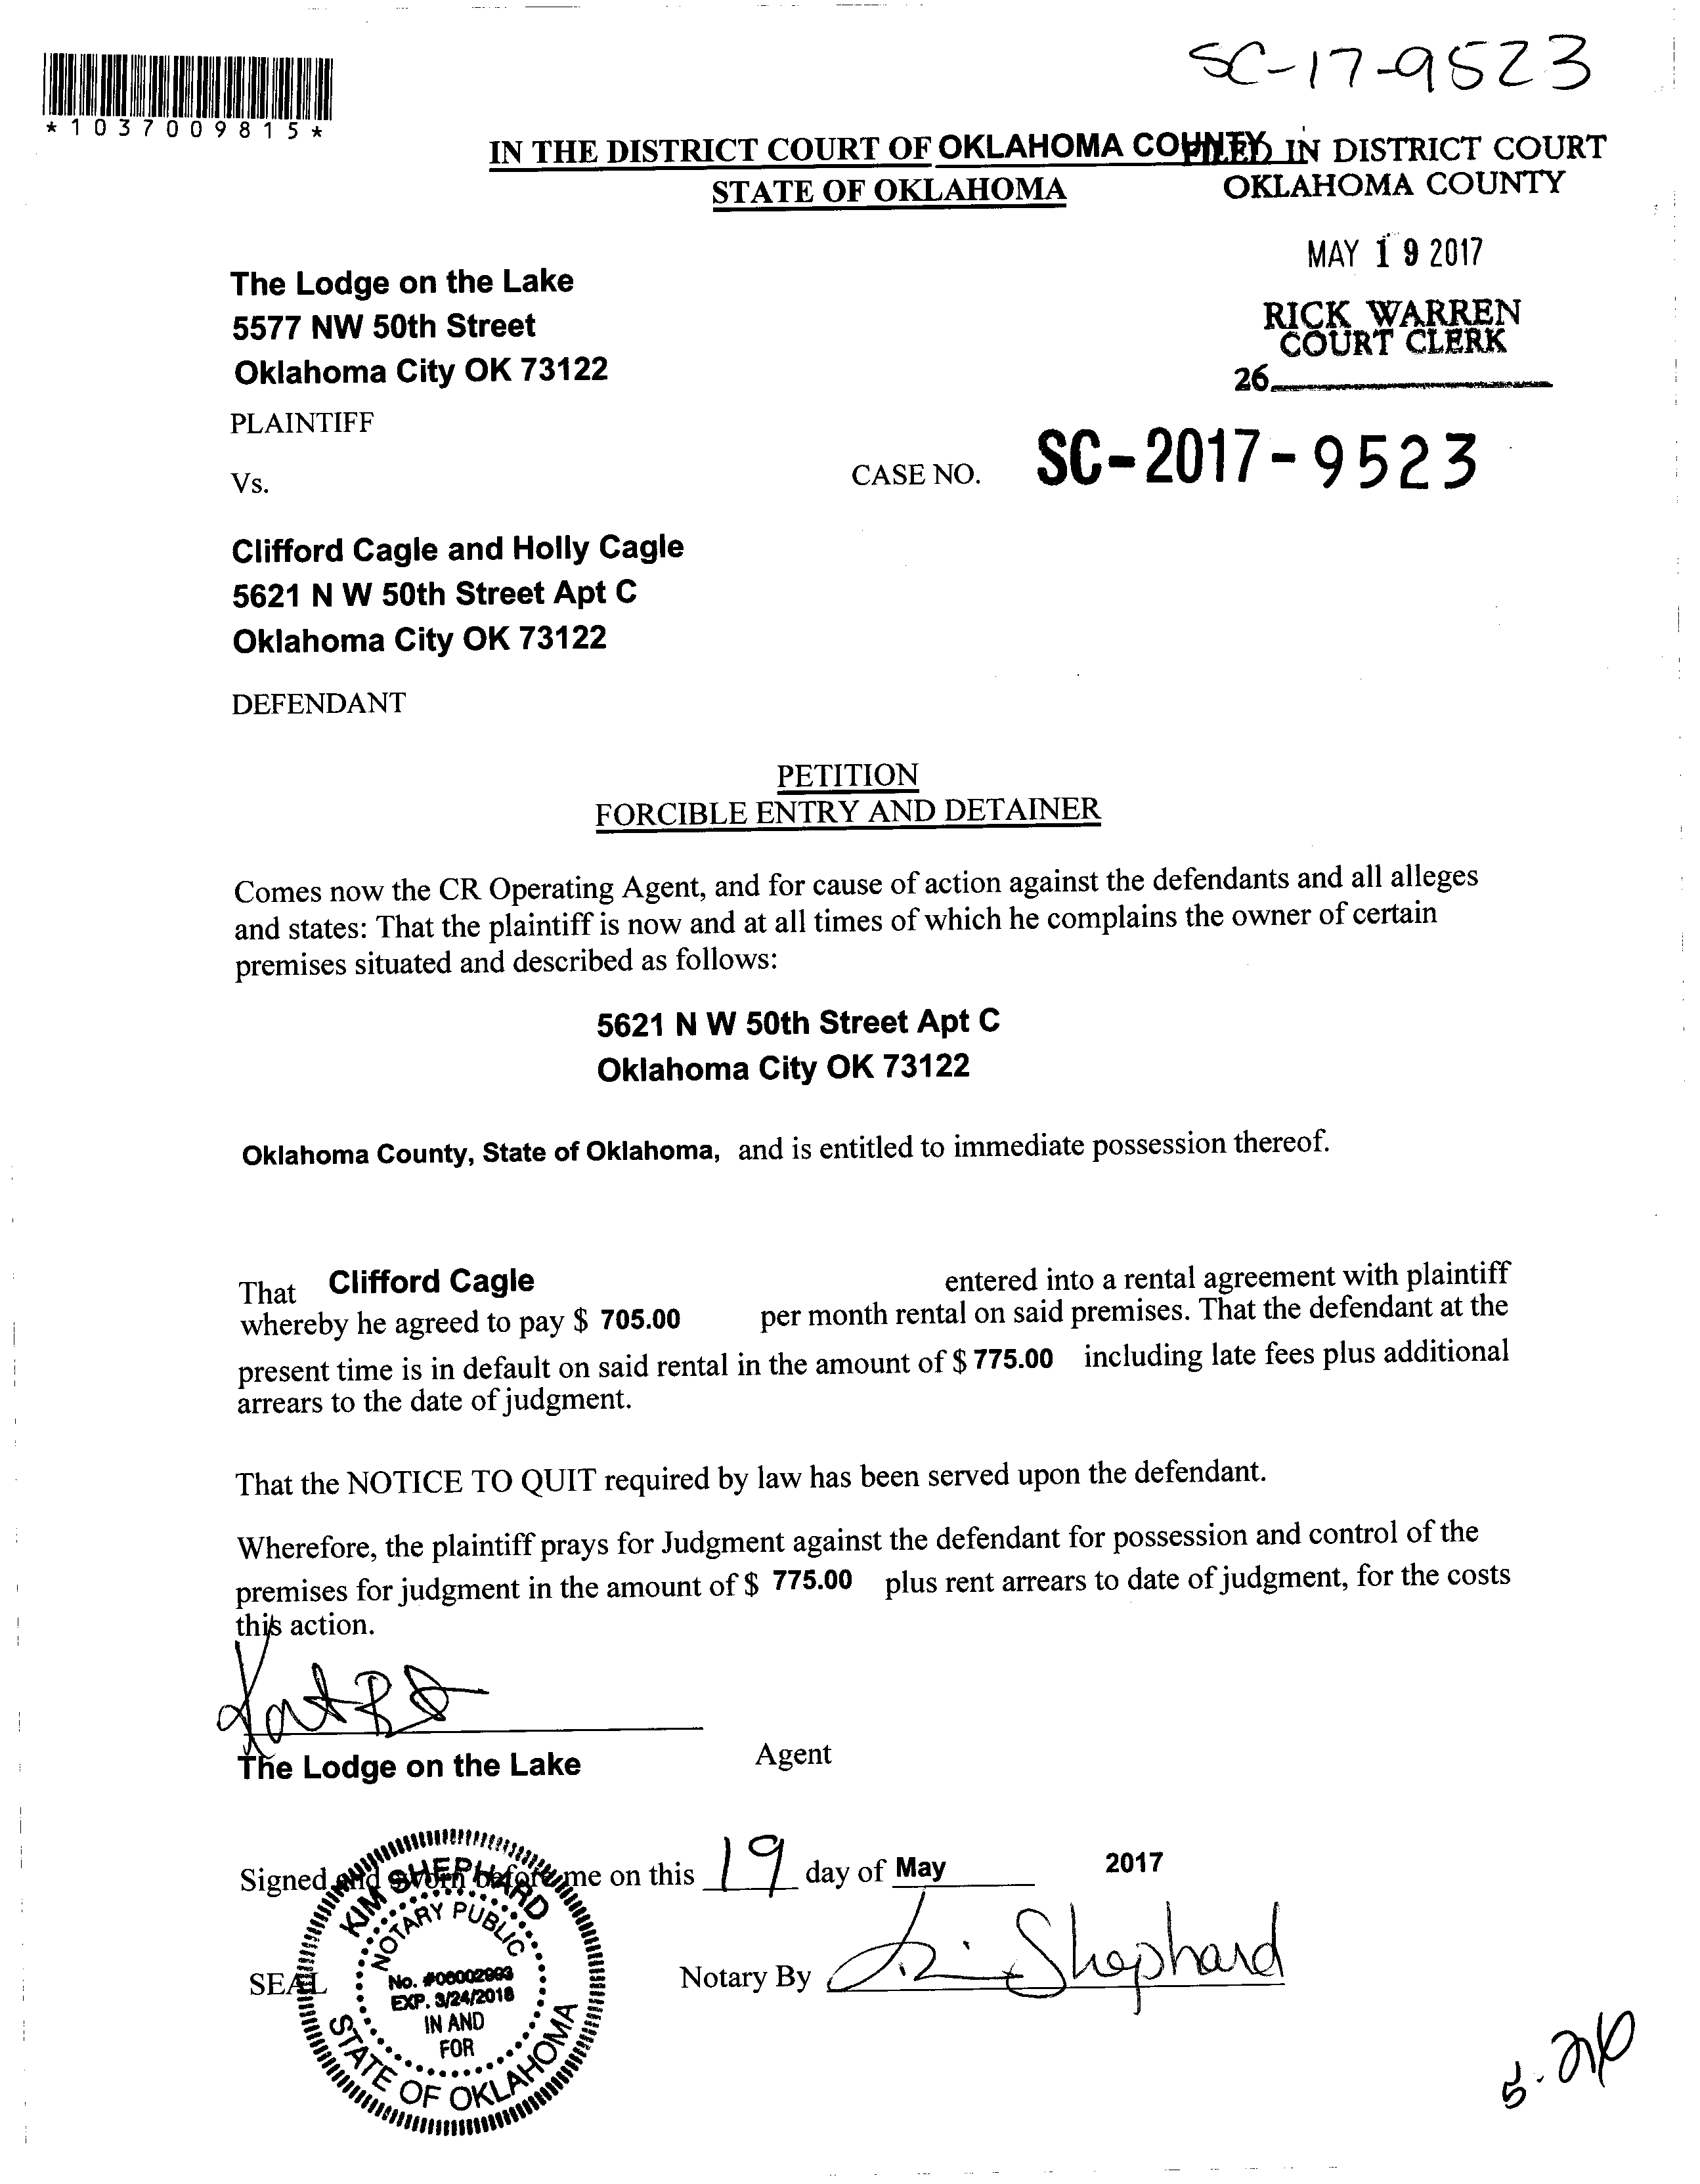 SC-17-9523
*1037009815*
IN THE DISTRICT COURT OF OKLAHOMA COUNTY
STATE OF OKLAHOMA
FILED IN DISTRICT COURT
OKLAHOMA COUNTY
MAY 19 2017
RICK WARREN
COURT CLERK
26
The Lodge on the Lake
5577 NW 50th Street
Oklahoma City OK 73122
PLAINTIFF
Vs.
CASE NO. SC-2017-9523
Clifford Cagle and Holly Cagle
5621 N W 50th Street Apt C
Oklahoma City OK 73122
DEFENDANT
PETITION
FORCIBLE ENTRY AND DETAINER
Comes now the CR Operating Agent, and for cause of action against the defendants and all alleges
and states: That the plaintiff is now and at all times of which he complains the owner of certain
premises situated and described as follows:
5621 N W 50th Street Apt C
Oklahoma City OK 73122
Oklahoma County, State of Oklahoma, and is entitled to immediate possession thereof.
That Clifford Cagle entered into a rental agreement with plaintiff
whereby he agreed to pay $ 705.00 per month rental on said premises. That the defendant at the
present time is in default on said rental in the amount of $ 775.00 including late fees plus additional
arrears to the date of judgment.
That the NOTICE TO QUIT required by law has been served upon the defendant.
Wherefore, the plaintiff prays for Judgment against the defendant for possession and control of the
premises for judgment in the amount of $ 775.00 plus rent arrears to date of judgment, for the costs
this action.
The Lodge on the Lake Agent
Signed and sworn before me on this 19 day of May 2017
SEAL
Notary By Kim Shephard
KIM SHEPHARD
NOTARY PUBLIC
No. #06002993
EXP. 3/24/2018
IN AND
FOR
STATE OF OKLAHOMA